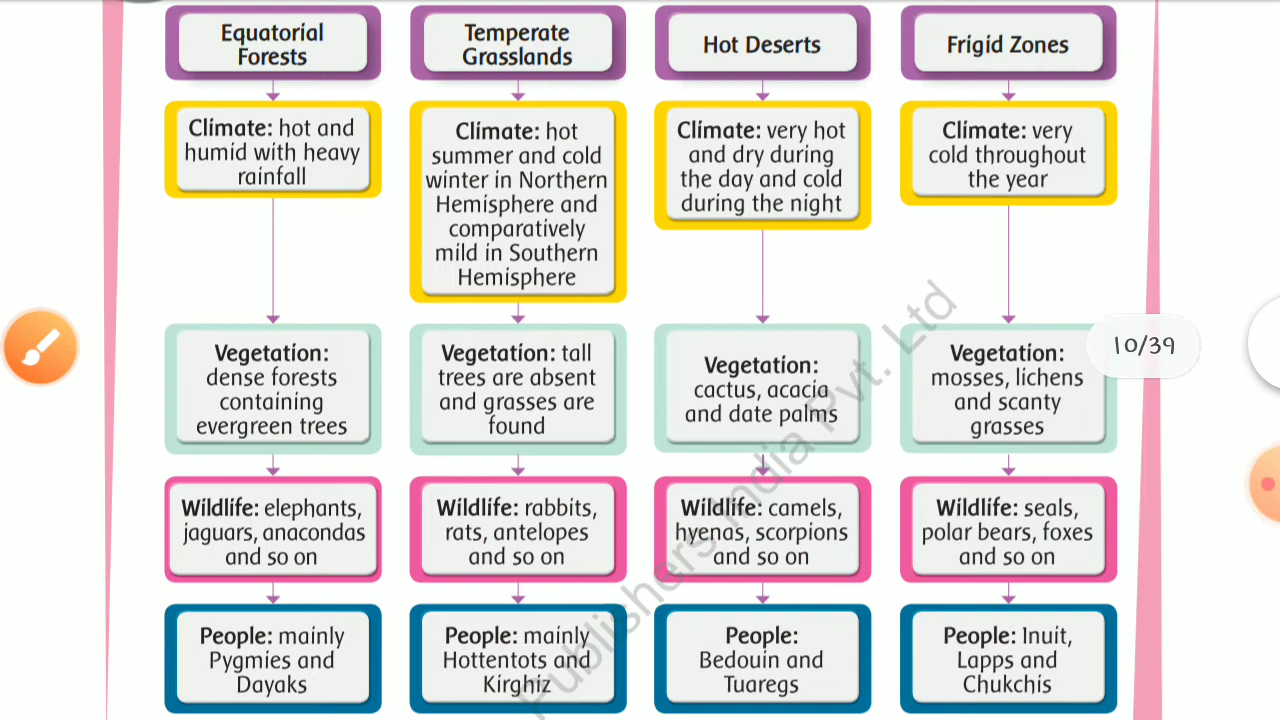 Equatorial
Forests
Temperate
Grasslands
Hot Deserts
Frigid Zones
Climate: hot and
humid with heavy
rainfall
Climate: hot
summer and cold
winter in Northern
Hemisphere and
comparatively
mild in Southern
Hemisphere
Climate: very hot
and dry during
the day and cold
during the night
Climate: very
cold throughout
the year
Vegetation:
dense forests
containing
evergreen trees
Vegetation: tall
trees are absent
and grasses are
found
Vegetation:
cactus, acacia
and date palms
Vegetation:
mosses, lichens
and scanty
grasses
10/39
Wildlife: elephants,
jaguars, anacondas
and so on
Wildlife: rabbits,
rats, antelopes
and so on
Wildlife: camels,
hyenas, scorpions
and so on
Wildlife: seals,
polar bears, foxes
and so on
People: mainly
Pygmies and
Dayaks
People: mainly
Hottentots and
Kirghiz
People:
Bedouin and
Tuaregs
People: Inuit,
Lapps and
Chukchis
Publishers India Pvt. Ltd